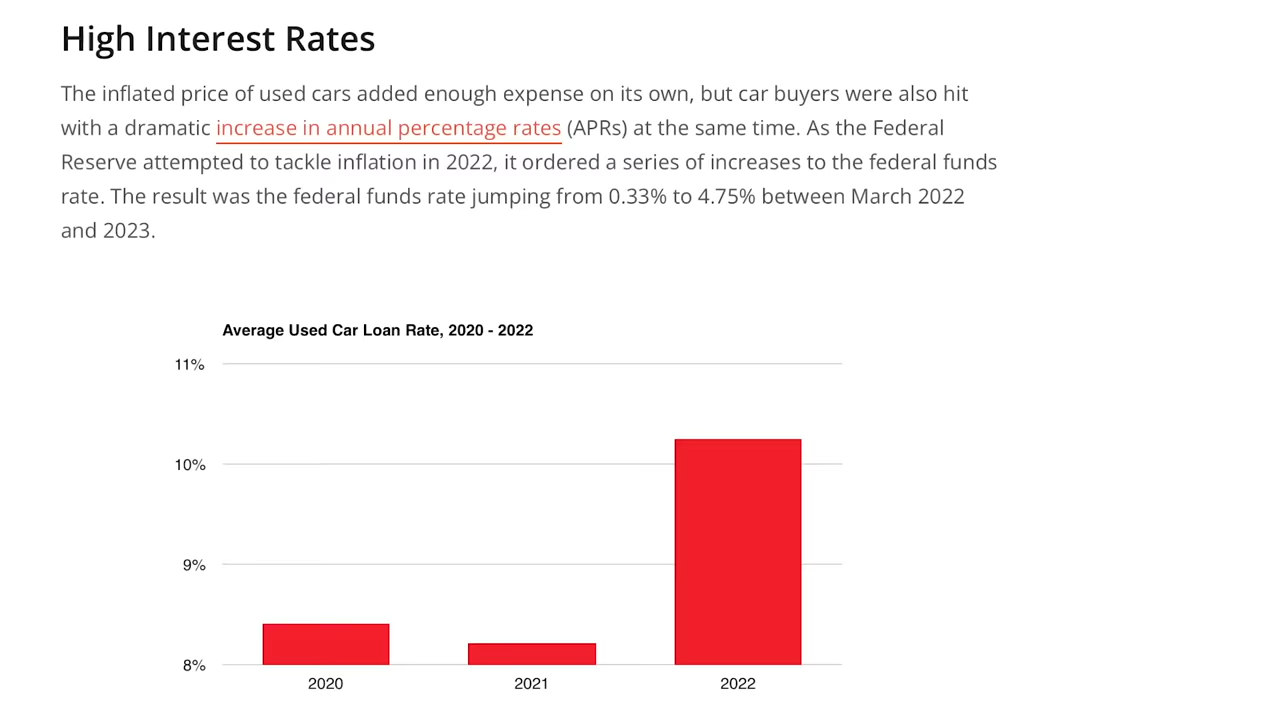 High Interest Rates
The inflated price of used cars added enough expense on its own, but car buyers were also hit
with a dramatic increase in annual percentage rates (APRs) at the same time. As the Federal
Reserve attempted to tackle inflation in 2022, it ordered a series of increases to the federal funds
rate. The result was the federal funds rate jumping from 0.33% to 4.75% between March 2022
and 2023.
Average Used Car Loan Rate, 2020 - 2022
11%
10%
9%
8%
2020 2021 2022